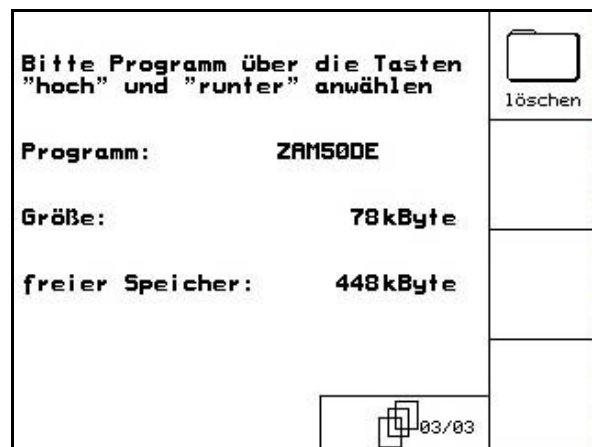 Bitte Programm über die Tasten
”hoch” und ”runter” anwählen
löschen
Programm: ZAM50DE
Größe: 78kByte
freier Speicher: 448kByte
03/03